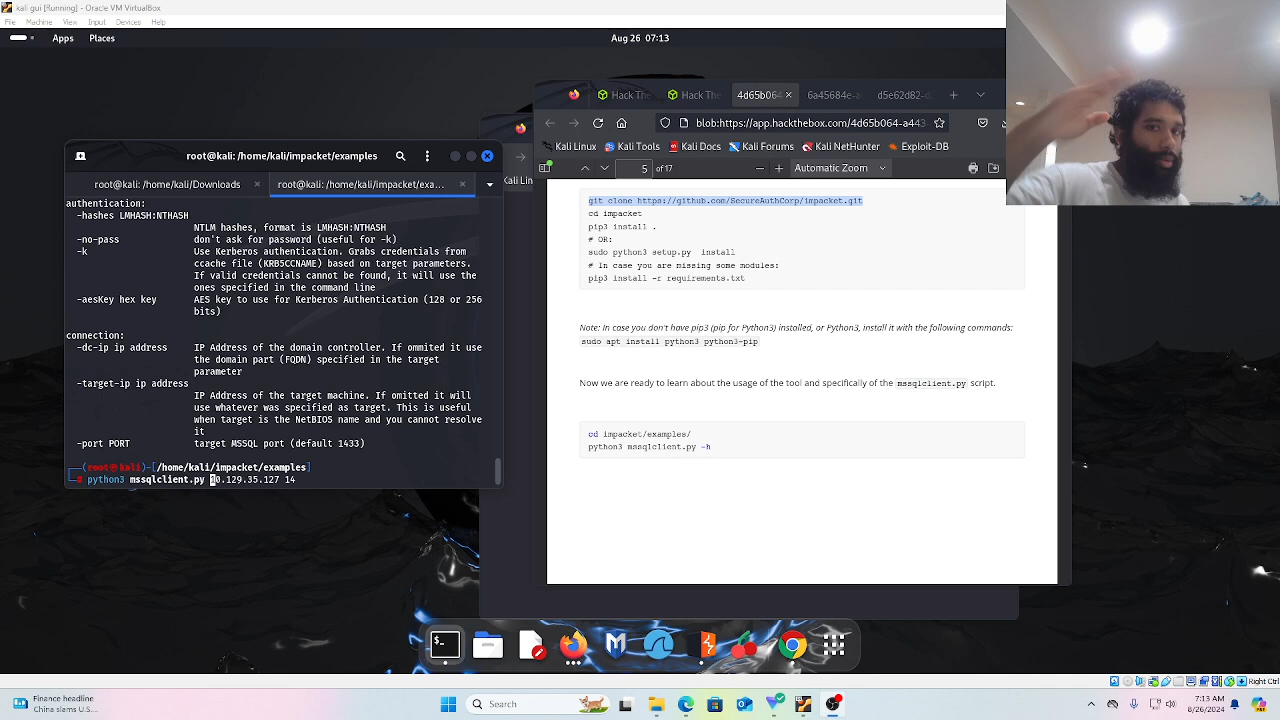 kali gui [Running] - Oracle VM VirtualBox
File Machine View Input Devices Help
Apps Places
Aug 26 07:13
Hack The
Hack The
4d65b064
6a45684e-a
d5e62d82-d
blob:https://app.hackthebox.com/4d65b064-a443
Kali Linux Kali Tools Kali Docs Kali Forums Kali NetHunter Exploit-DB
5 of 17
Automatic Zoom
Kali Lin
root@kali: /home/kali/impacket/examples
root@kali: /home/kali/Downloads
root@kali: /home/kali/impacket/exa...
authentication:
-hashes LMHASH:NTHASH
NTLM hashes, format is LMHASH:NTHASH
-no-pass don't ask for password (useful for -k)
-k Use Kerberos authentication. Grabs credentials from
ccache file (KRB5CCNAME) based on target parameters.
If valid credentials cannot be found, it will use the
ones specified in the command line
-aesKey hex key AES key to use for Kerberos Authentication (128 or 256
bits)
connection:
-dc-ip ip address IP Address of the domain controller. If ommited it use
the domain part (FQDN) specified in the target
parameter
-target-ip ip address
IP Address of the target machine. If omitted it will
use whatever was specified as target. This is useful
when target is the NetBIOS name and you cannot resolve
it
-port PORT target MSSQL port (default 1433)
(root㉿kali)-[/home/kali/impacket/examples]
# python3 mssqlclient.py 10.129.35.127 14
git clone https://github.com/SecureAuthCorp/impacket.git
cd impacket
pip3 install .
# OR:
sudo python3 setup.py install
# In case you are missing some modules:
pip3 install -r requirements.txt
Note: In case you don't have pip3 (pip for Python3) installed, or Python, install it with the following commands:
sudo apt install python3 python3-pip
Now we are ready to learn about the usage of the tool and specifically of the mssqlclient.py script.
cd impacket/examples/
python3 mssqlclient.py -h
Right Ctrl
Finance headline
China slems U.S...
Search
7:13 AM
8/26/2024